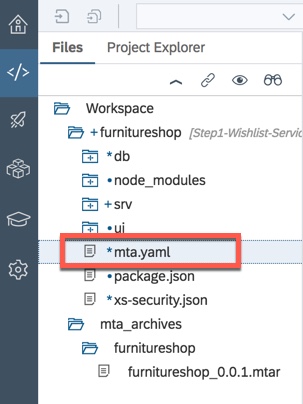 Files Project Explorer
Workspace
+furnitureshop [Step1-Wishlist-Servic
*db
•node_modules
+srv
•ui
*mta.yaml
•package.json
*xs-security.json
mta_archives
furnitureshop
furnitureshop_0.0.1.mtar